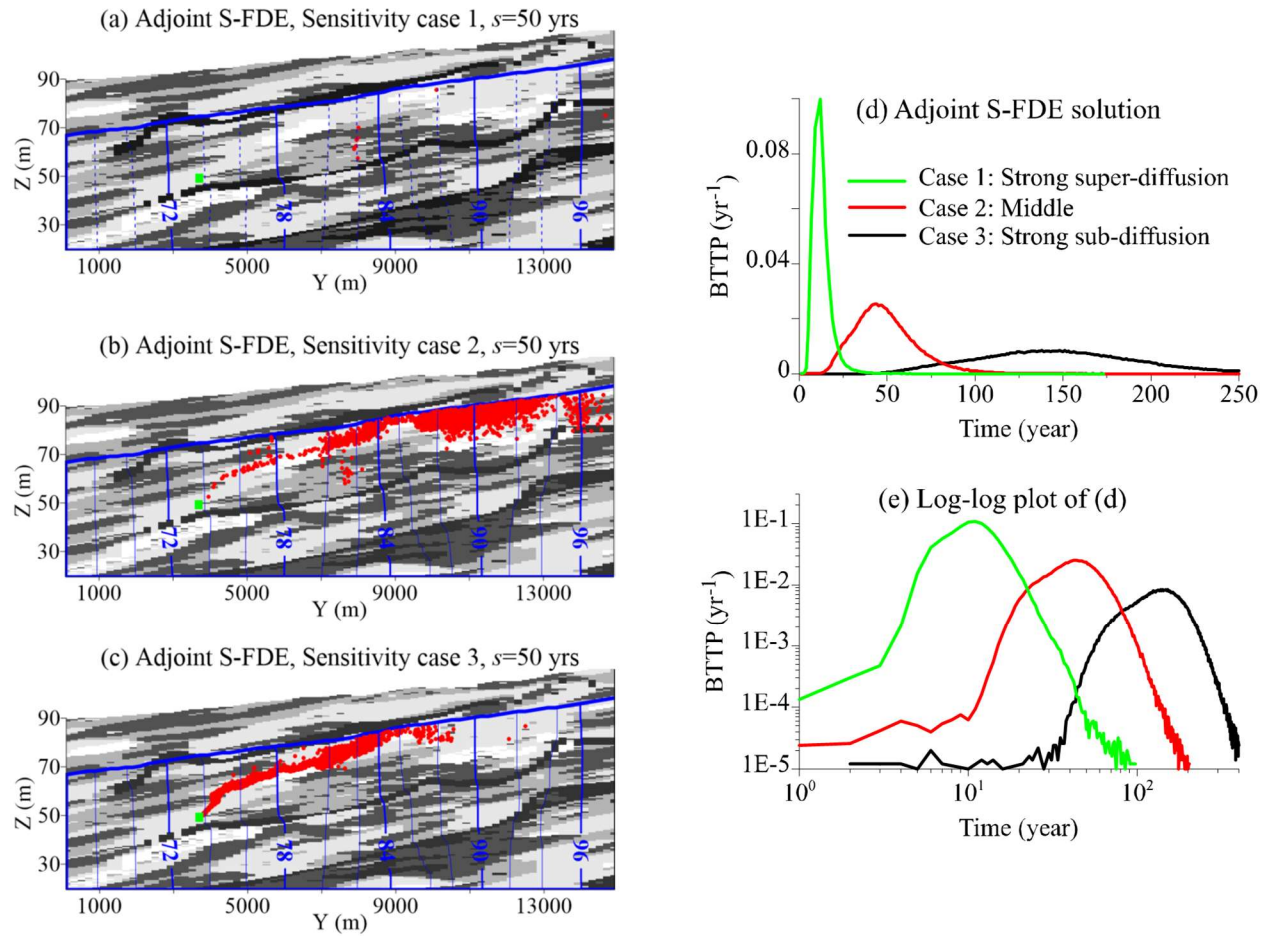 (a) Adjoint S-FDE, Sensitivity case 1, s=50 yrs
90
70
50
30
Z (m)
72
78
84
90
96
1000
5000
9000
13000
Y (m)
(b) Adjoint S-FDE, Sensitivity case 2, s=50 yrs
90
70
50
30
Z (m)
72
78
84
90
96
1000
5000
9000
13000
Y (m)
(c) Adjoint S-FDE, Sensitivity case 3, s=50 yrs
90
70
50
30
Z (m)
72
78
84
90
96
1000
5000
9000
13000
Y (m)
(d) Adjoint S-FDE solution
Case 1: Strong super-diffusion
Case 2: Middle
Case 3: Strong sub-diffusion
0.08
0.04
0
BTTP (yr⁻¹)
0
50
100
150
200
250
Time (year)
(e) Log-log plot of (d)
1E-1
1E-2
1E-3
1E-4
1E-5
BTTP (yr⁻¹)
10⁰
10¹
10²
Time (year)